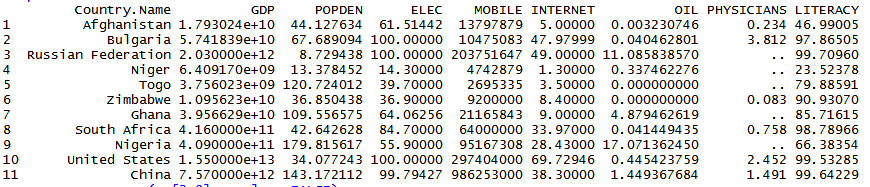 Country.Name GDP POPDEN ELEC MOBILE INTERNET OIL PHYSICIANS LITERACY
1 Afghanistan 1.793024e+10 44.127634 61.51442 13797879 5.00000 0.003230746 0.234 46.99005
2 Bulgaria 5.741839e+10 67.689094 100.00000 10475083 47.97999 0.040462801 3.812 97.86505
3 Russian Federation 2.030000e+12 8.729438 100.00000 203751647 49.00000 11.085838570 .. 99.70960
4 Niger 6.409170e+09 13.378452 14.30000 4742879 1.30000 0.337462276 .. 23.52378
5 Togo 3.756023e+09 120.724012 39.70000 2695335 3.50000 0.000000000 .. 79.88591
6 Zimbabwe 1.095623e+10 36.850438 36.90000 9200000 8.40000 0.000000000 0.083 90.93070
7 Ghana 3.956629e+10 109.556575 64.06256 21165843 9.00000 4.879462619 .. 85.71615
8 South Africa 4.160000e+11 42.642628 84.70000 64000000 33.97000 0.041449435 0.758 98.78966
9 Nigeria 4.090000e+11 179.815617 55.90000 95167308 28.43000 17.071362450 .. 66.38354
10 United States 1.550000e+13 34.077243 100.00000 297404000 69.72946 0.445423759 2.452 99.53285
11 China 7.570000e+12 143.172112 99.79427 986253000 38.30000 1.449367684 1.491 99.64229